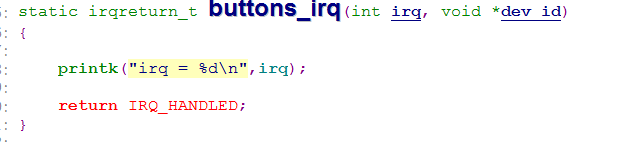 static irqreturn_t buttons_irq(int irq, void *dev_id)
{
printk("irq = %d\n",irq);
return IRQ_HANDLED;
}